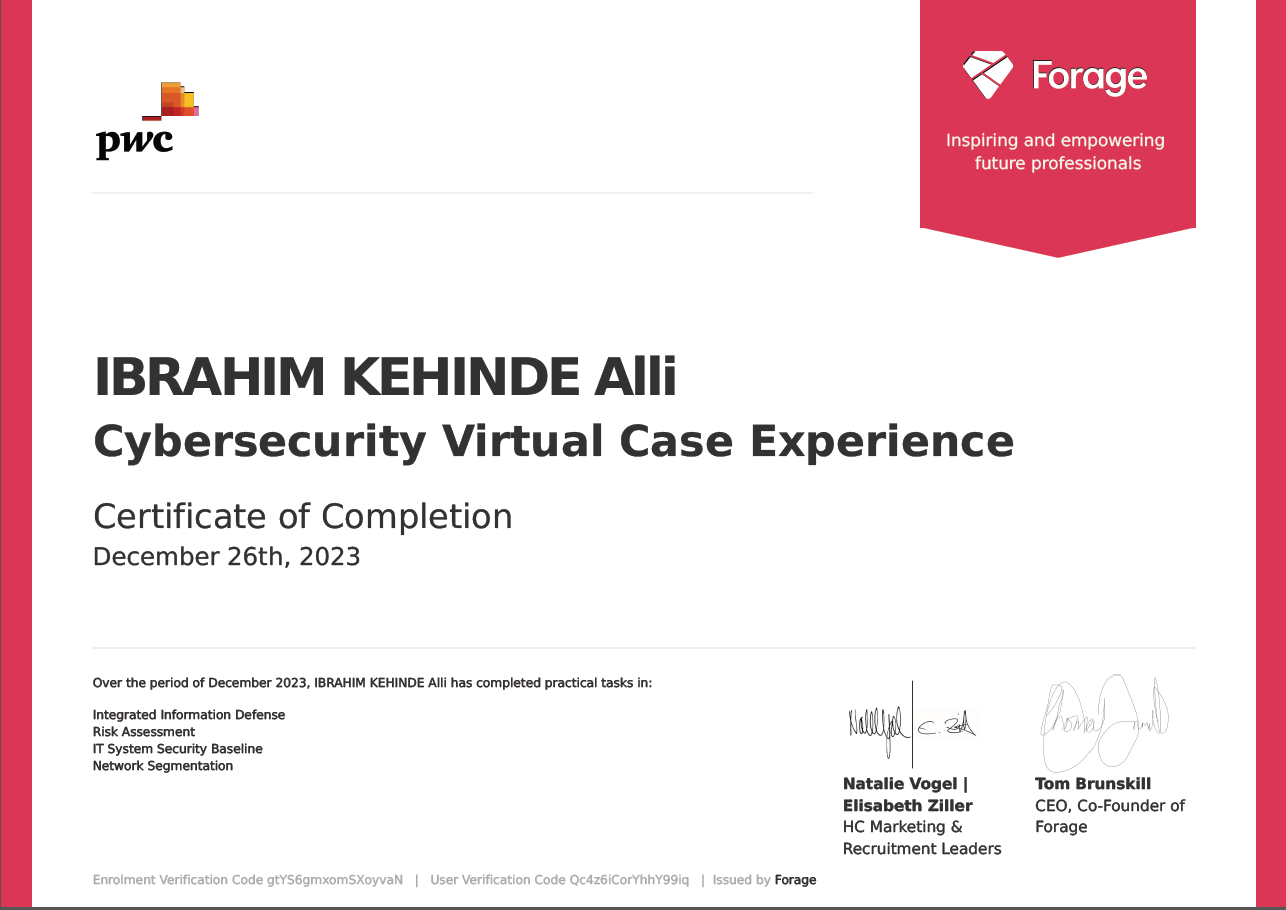 pwc
Forage
Inspiring and empowering
future professionals
IBRAHIM KEHINDE Alli
Cybersecurity Virtual Case Experience
Certificate of Completion
December 26th, 2023
Over the period of December 2023, IBRAHIM KEHINDE Alli has completed practical tasks in:
Integrated Information Defense
Risk Assessment
IT System Security Baseline
Network Segmentation
Natalie Vogel |
Elisabeth Ziller
HC Marketing &
Recruitment Leaders
Tom Brunskill
CEO, Co-Founder of
Forage
Enrolment Verification Code gtYS6gmxomSXoyvaN | User Verification Code Qc4z6iCorYhhY99iq | Issued by Forage